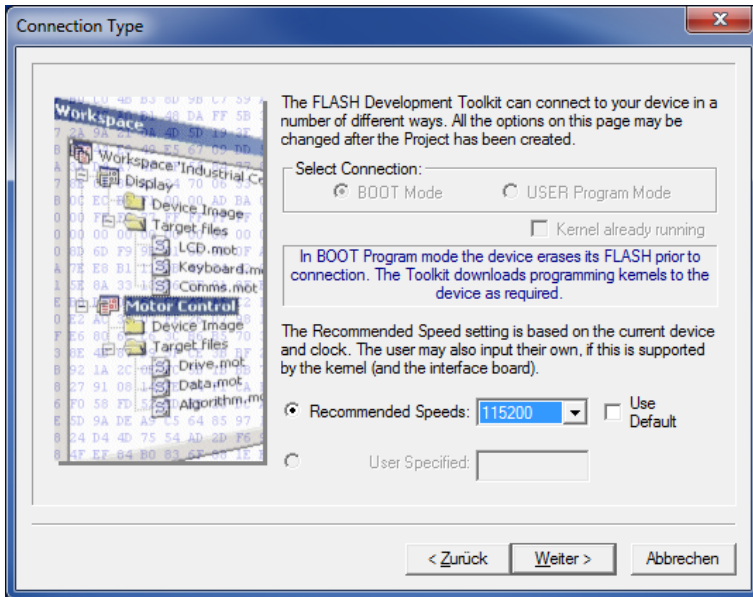 Connection Type
The FLASH Development Toolkit can connect to your device in a
number of different ways. All the options on this page may be
changed after the Project has been created.
Select Connection:
BOOT Mode
USER Program Mode
Kernel already running
In BOOT Program mode the device erases its FLASH prior to
connection. The Toolkit downloads programming kernels to the
device as required.
The Recommended Speed setting is based on the current device
and clock. The user may also input their own, if this is supported
by the kernel (and the interface board).
Recommended Speeds: 115200
Use
Default
User Specified:
Workspace
Workspace 'Industrial
Display
Device Image
Target files
LCD.mot
Keyboard.m
Comms.mot
Motor Control
Device Image
Target files
Drive.mot
Data.mot
Algorithm.m
< Zurück
Weiter >
Abbrechen